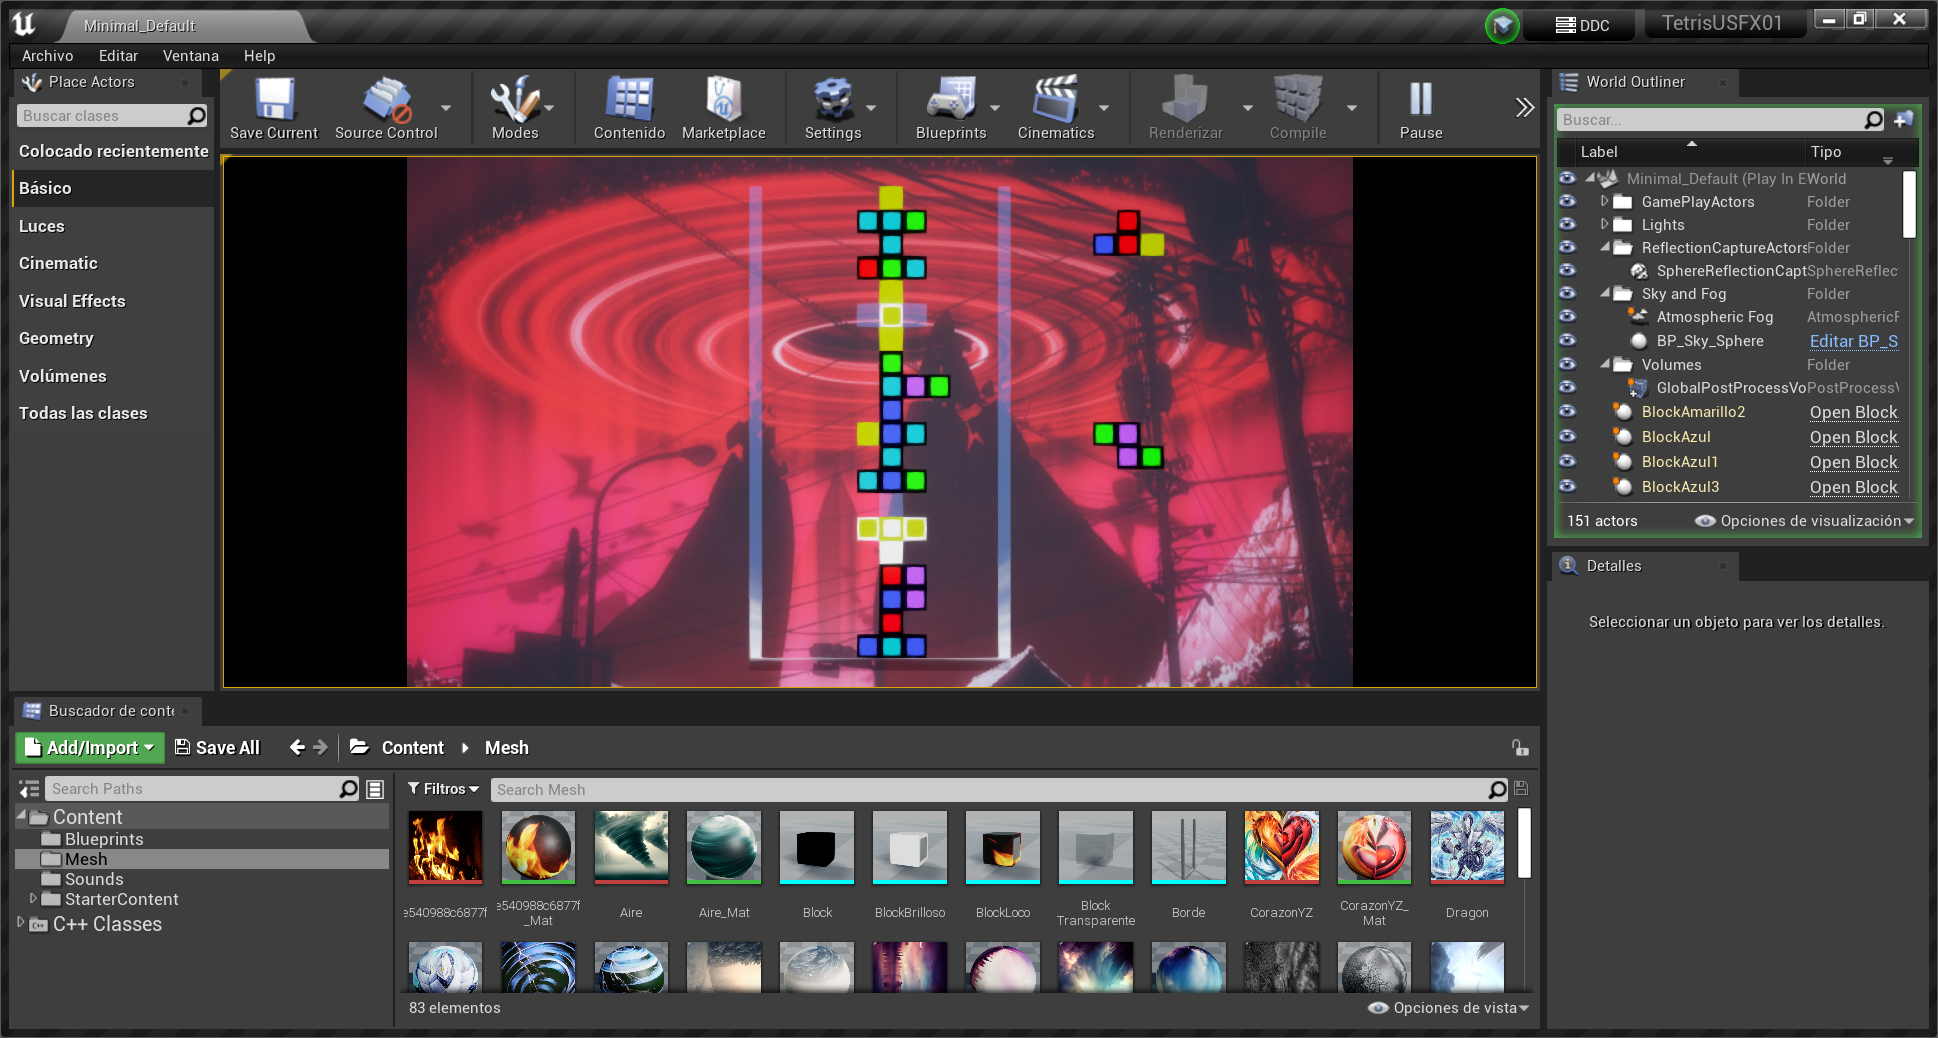 Minimal_Default
DDC
TetrisUSFX01
Archivo
Editar
Ventana
Help
Place Actors
Buscar clases
Colocado recientemente
Básico
Luces
Cinematic
Visual Effects
Geometry
Volúmenes
Todas las clases
Save Current
Source Control
Modes
Contenido
Marketplace
Settings
Blueprints
Cinematics
Renderizar
Compile
Pause
World Outliner
Buscar...
Label
Tipo
Minimal_Default (Play In E World
GamePlayActors Folder
Lights Folder
ReflectionCaptureActors Folder
SphereReflectionCapt SphereReflec
Sky and Fog Folder
Atmospheric Fog AtmosphericF
BP_Sky_Sphere Editar BP_S
Volumes Folder
GlobalPostProcessVo PostProcessV
BlockAmarillo2 Open Block
BlockAzul Open Block
BlockAzul1 Open Block
BlockAzul3 Open Block
151 actors
Opciones de visualización
Detalles
Seleccionar un objeto para ver los detalles.
Buscador de conte
Add/Import
Save All
Content
Mesh
Search Paths
Content
Blueprints
Mesh
Sounds
StarterContent
C++ Classes
Filtros
Search Mesh
e540988c6877f
e540988c6877f
_Mat
Aire
Aire_Mat
Block
BlockBrilloso
BlockLoco
Block
Transparente
Borde
CorazonYZ
CorazonYZ_
Mat
Dragon
83 elementos
Opciones de vista